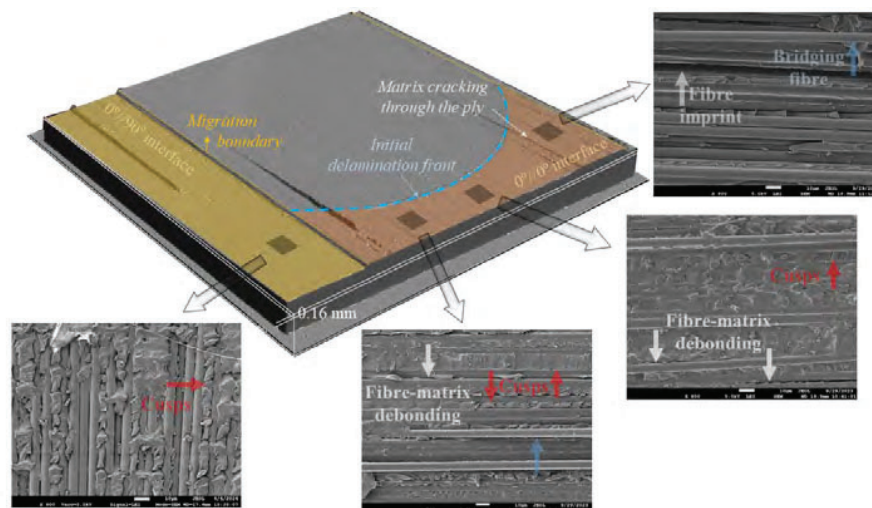 Bridging
fibre
Fibre
imprint
Matrix cracking
through the ply
Migration
boundary
0°//90° interface
Initial
delamination front
0°//0° interface
Cusps
Fibre-matrix
debonding
0.16 mm
Cusps
Fibre-matrix
debonding
Cusps